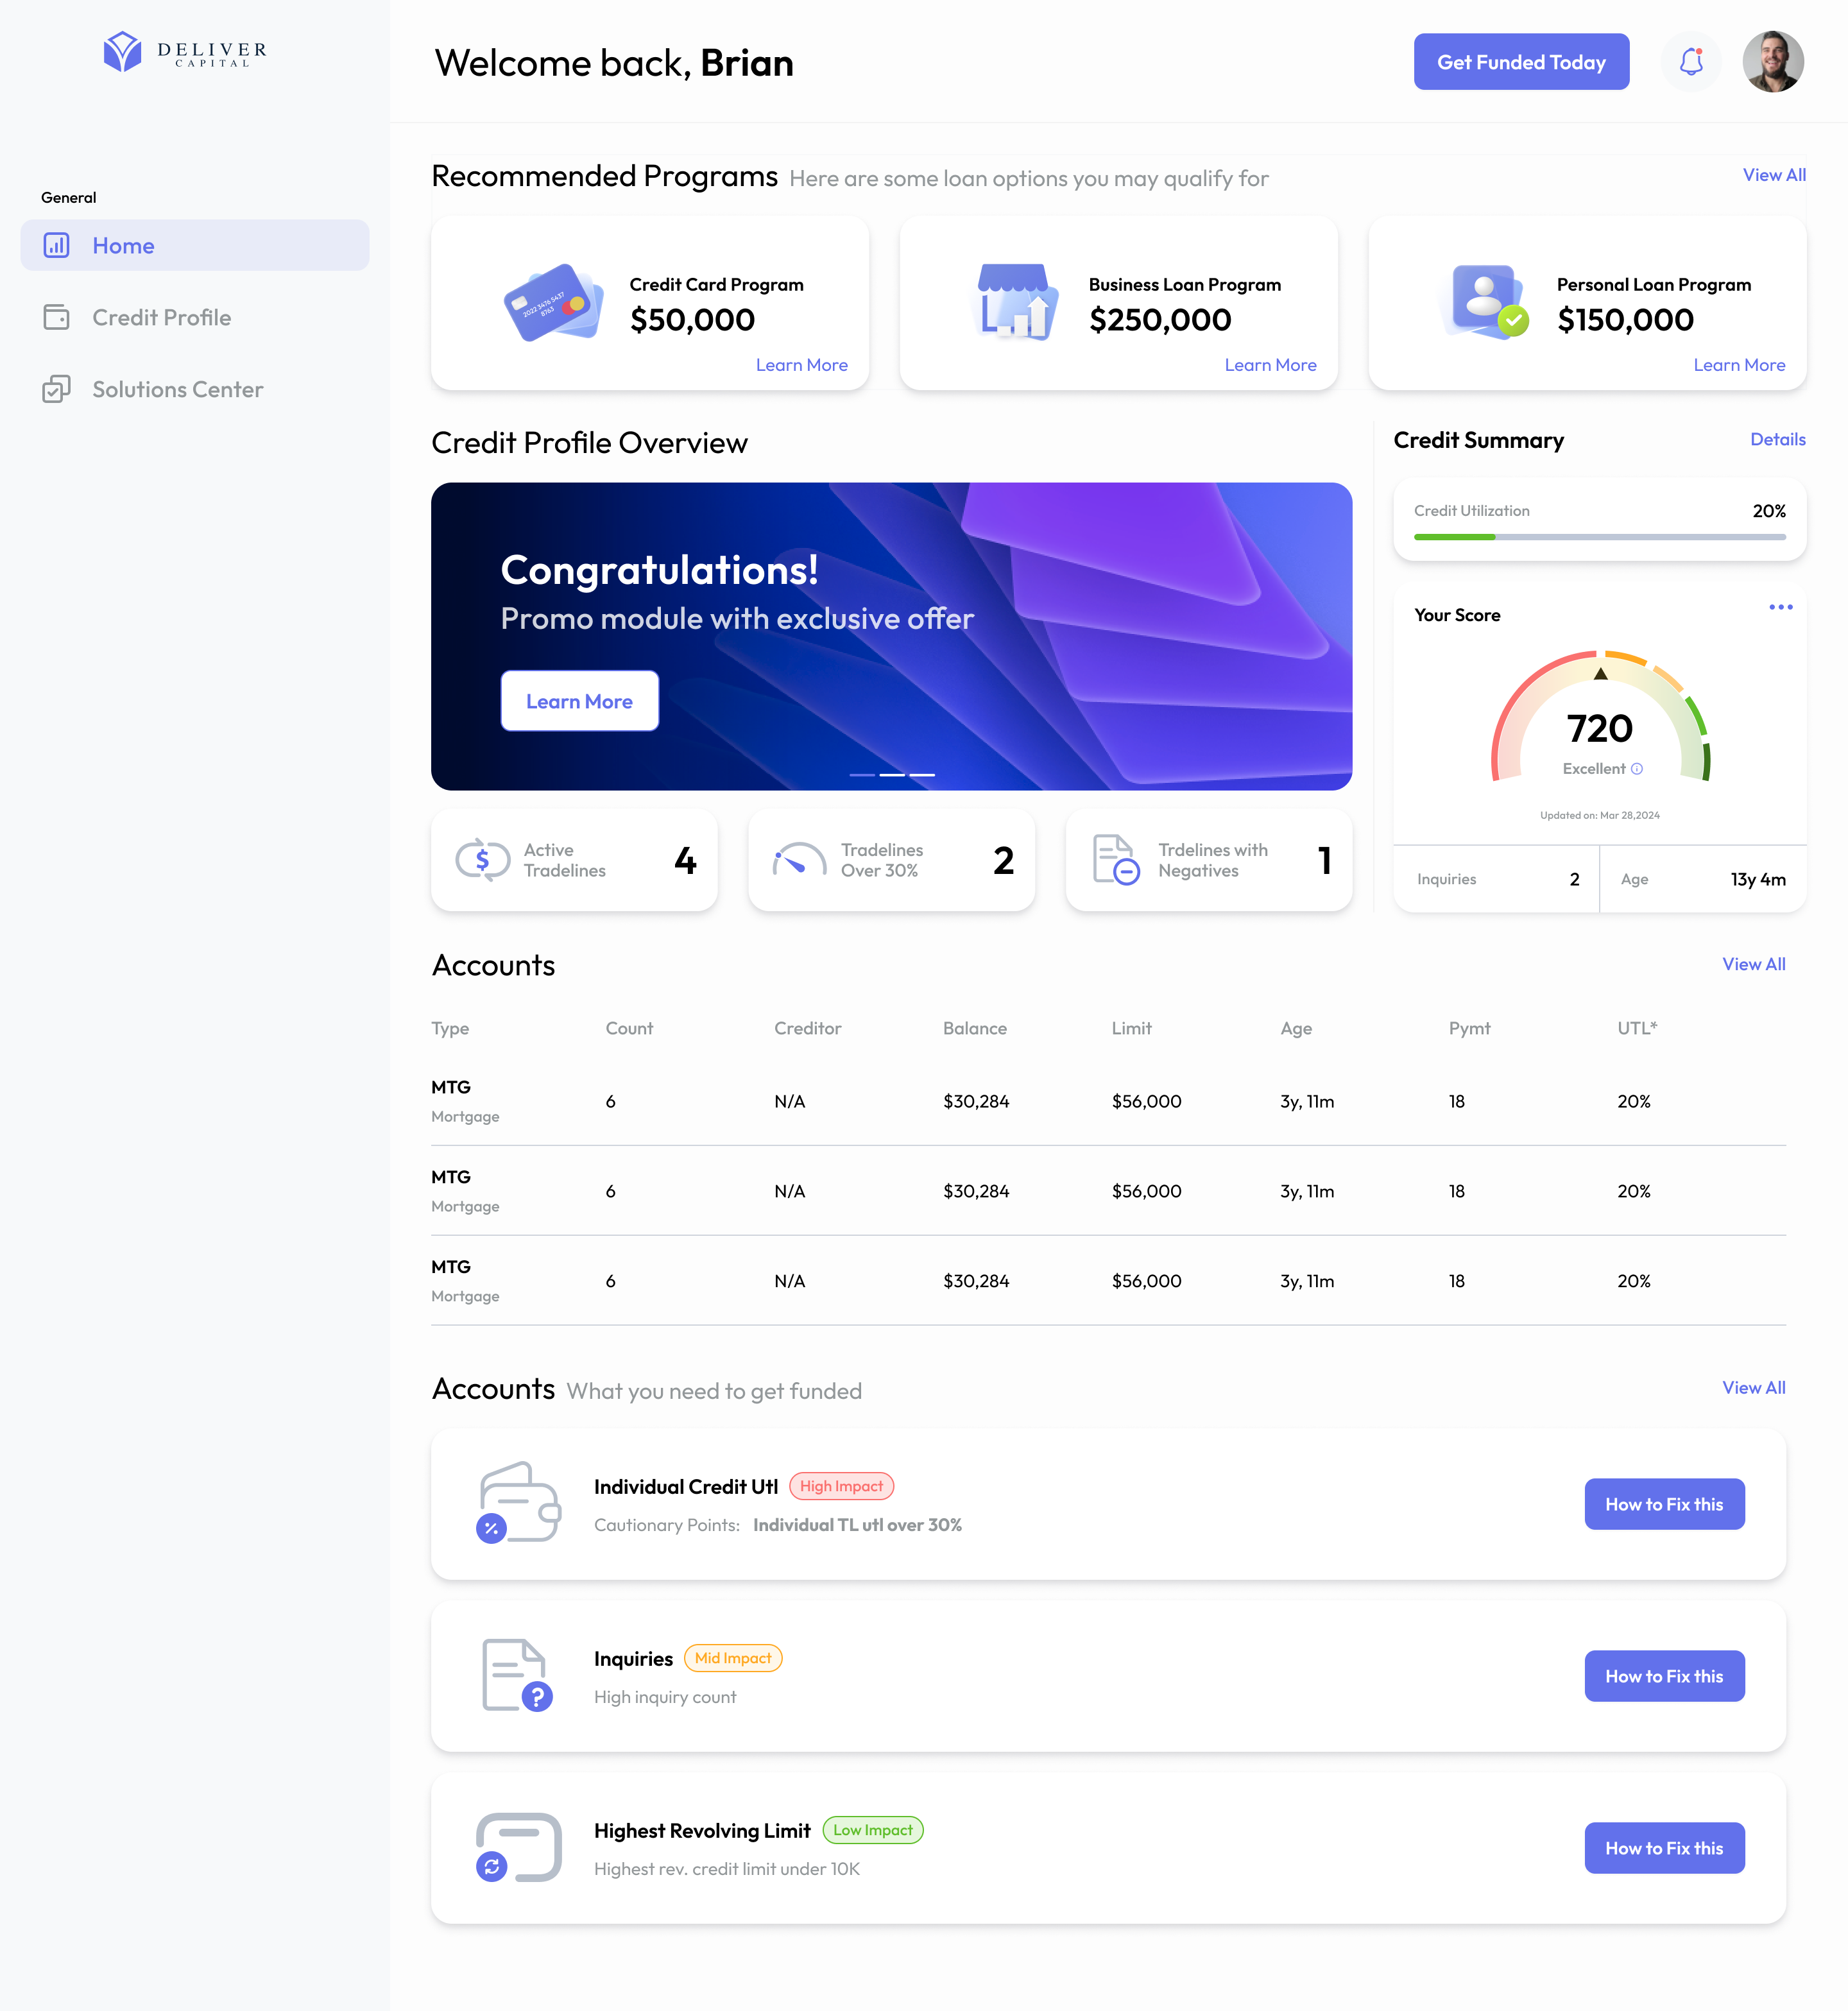 DELIVER
CAPITAL
Welcome back, Brian
Get Funded Today
General
Home
Credit Profile
Solutions Center
Recommended Programs Here are some loan options you may qualify for
View All
2022 3476 5437
8763
Credit Card Program
$50,000
Learn More
Business Loan Program
$250,000
Learn More
Personal Loan Program
$150,000
Learn More
Credit Profile Overview
Congratulations!
Promo module with exclusive offer
Learn More
$
Active
Tradelines
4
Tradelines
Over 30%
2
Trdelines with
Negatives
1
Credit Summary
Details
Credit Utilization
20%
Your Score
720
Excellent
Updated on: Mar 28,2024
Inquiries
2
Age
13y 4m
Accounts
View All
Type Count Creditor Balance Limit Age Pymt UTL*
MTG
Mortgage
6 N/A $30,284 $56,000 3y, 11m 18 20%
MTG
Mortgage
6 N/A $30,284 $56,000 3y, 11m 18 20%
MTG
Mortgage
6 N/A $30,284 $56,000 3y, 11m 18 20%
Accounts What you need to get funded
View All
%
Individual Credit Utl High Impact
Cautionary Points: Individual TL utl over 30%
How to Fix this
?
Inquiries Mid Impact
High inquiry count
How to Fix this
Highest Revolving Limit Low Impact
Highest rev. credit limit under 10K
How to Fix this